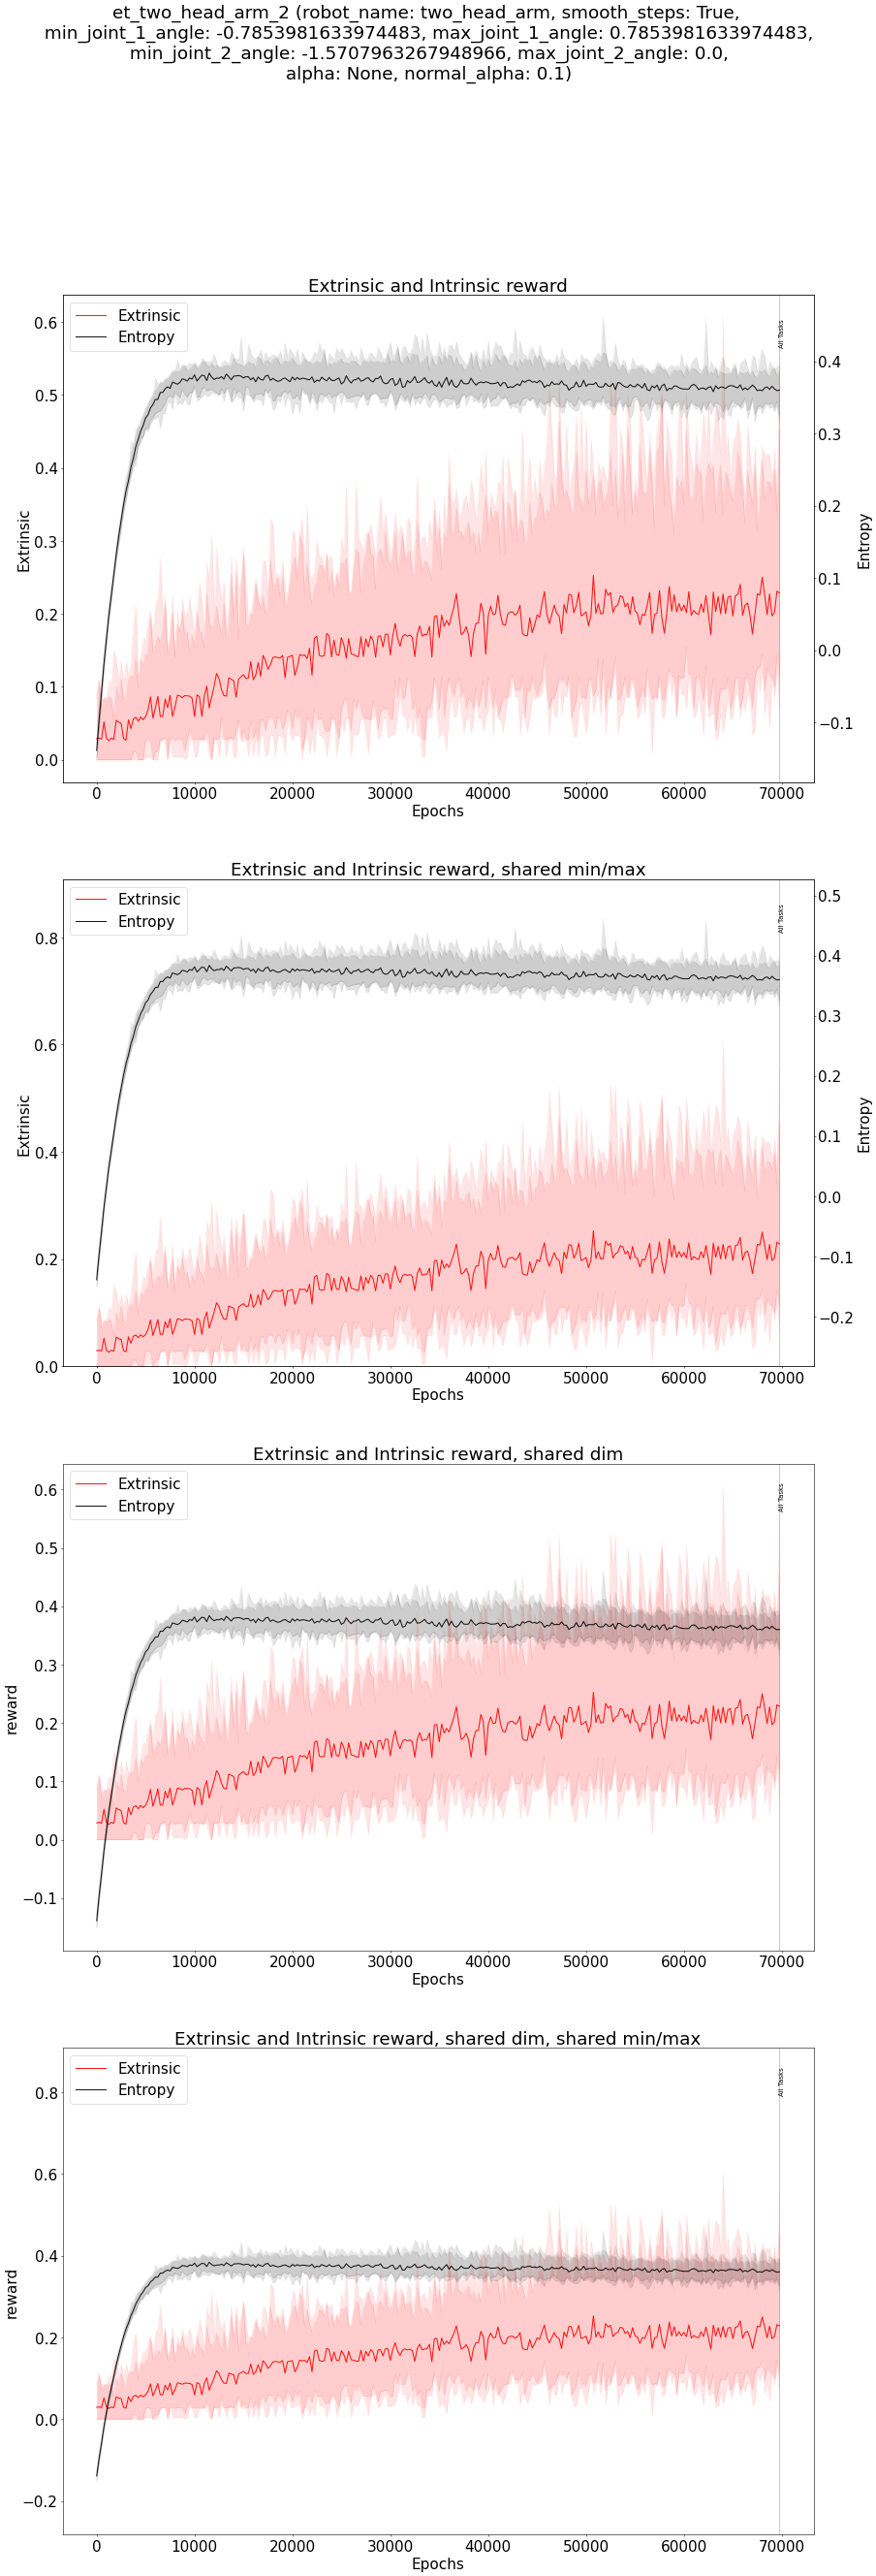 et_two_head_arm_2 (robot_name: two_head_arm, smooth_steps: True,
min_joint_1_angle: -0.7853981633974483, max_joint_1_angle: 0.7853981633974483,
min_joint_2_angle: -1.5707963267948966, max_joint_2_angle: 0.0,
alpha: None, normal_alpha: 0.1)
Extrinsic and Intrinsic reward
Extrinsic
Entropy
All Tasks
0.6
0.5
0.4
0.3
0.2
0.1
0.0
Extrinsic
0.4
0.3
0.2
0.1
0.0
−0.1
Entropy
0 10000 20000 30000 40000 50000 60000 70000
Epochs
Extrinsic and Intrinsic reward, shared min/max
Extrinsic
Entropy
All Tasks
0.8
0.6
0.4
0.2
0.0
Extrinsic
0.5
0.4
0.3
0.2
0.1
0.0
−0.1
−0.2
Entropy
0 10000 20000 30000 40000 50000 60000 70000
Epochs
Extrinsic and Intrinsic reward, shared dim
Extrinsic
Entropy
All Tasks
0.6
0.5
0.4
0.3
0.2
0.1
0.0
−0.1
reward
0 10000 20000 30000 40000 50000 60000 70000
Epochs
Extrinsic and Intrinsic reward, shared dim, shared min/max
Extrinsic
Entropy
All Tasks
0.8
0.6
0.4
0.2
0.0
−0.2
reward
0 10000 20000 30000 40000 50000 60000 70000
Epochs